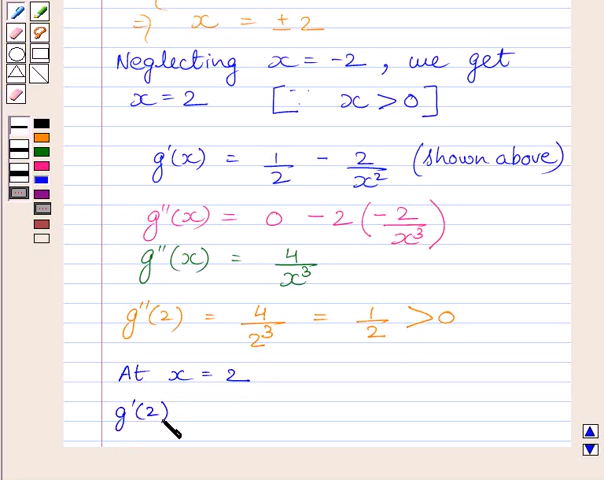 ⇒ x = ± 2
Neglecting x = -2, we get
x = 2 [∵ x > 0]
g'(x) = 1/2 - 2/x² (shown above)
g''(x) = 0 - 2(-2/x³)
g''(x) = 4/x³
g''(2) = 4/2³ = 1/2 > 0
At x = 2
g'(2)